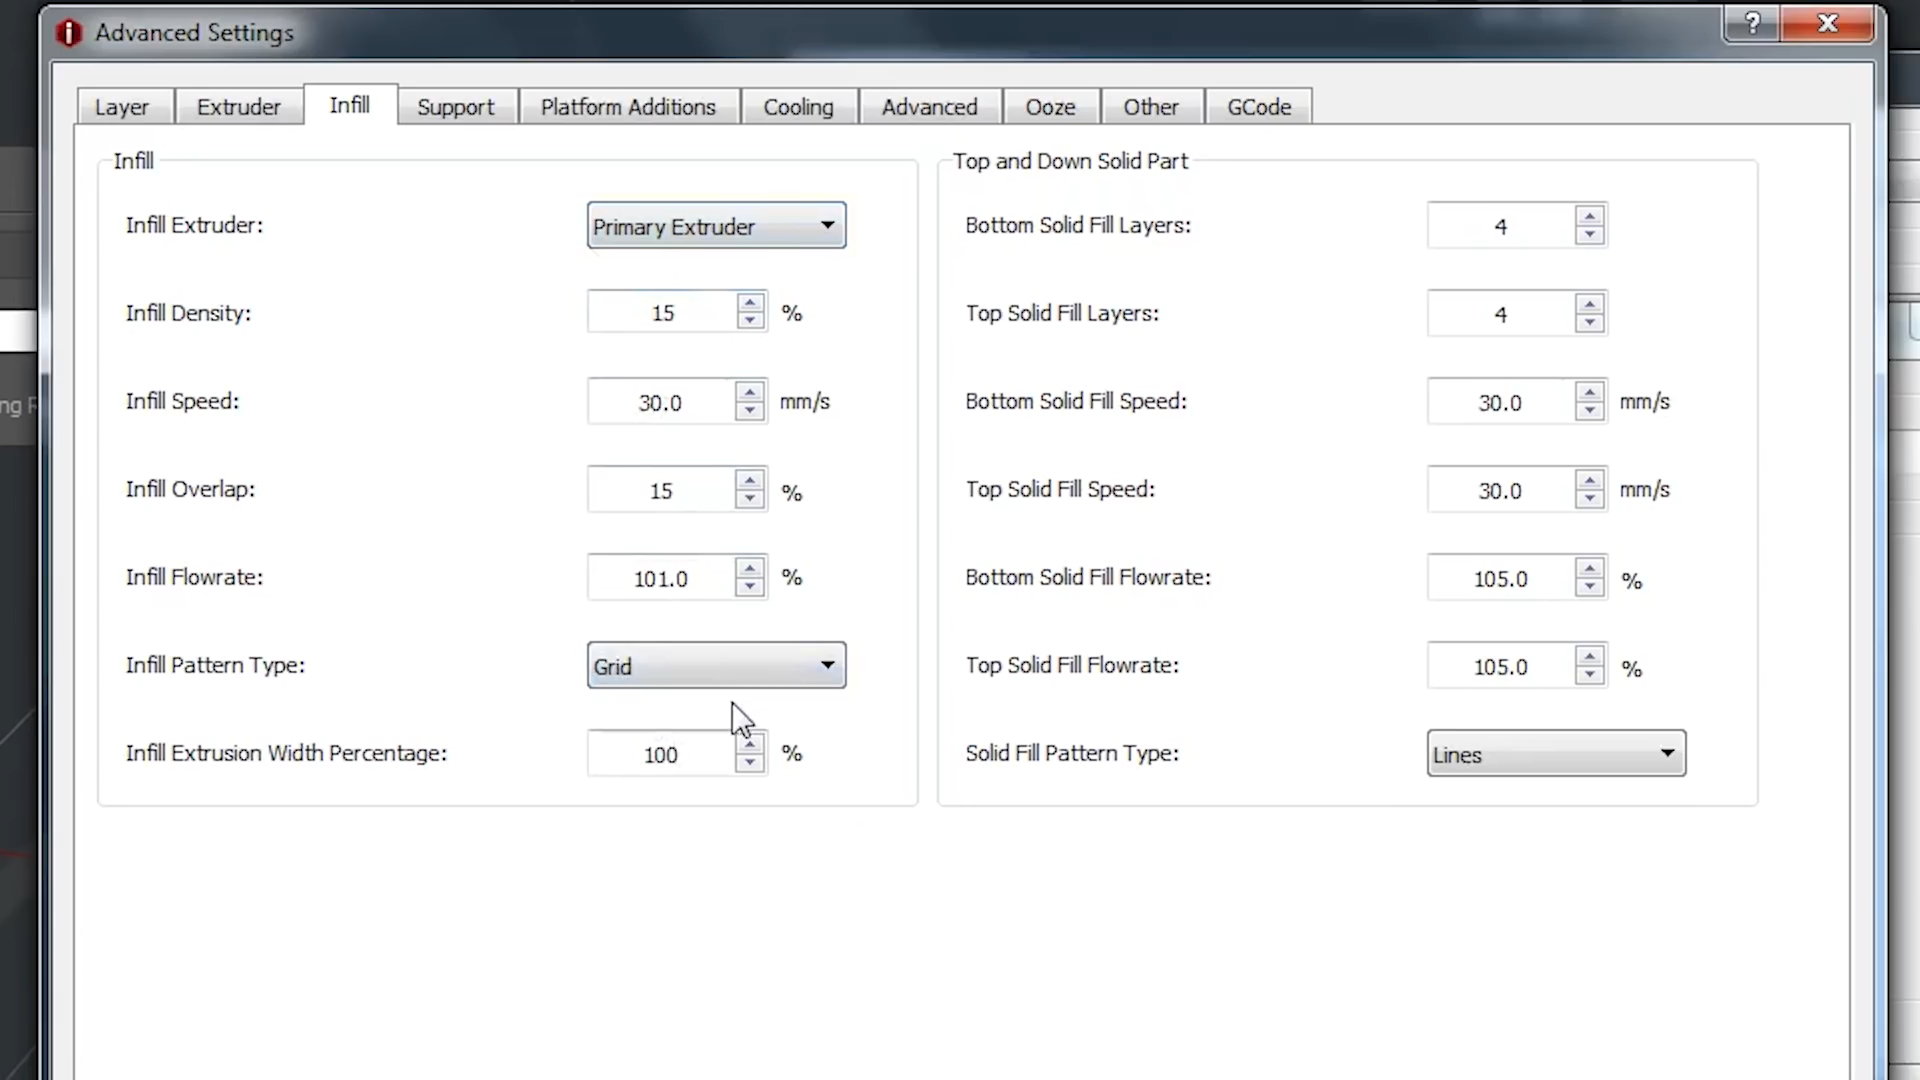 Advanced Settings
?
Layer Extruder Infill Support Platform Additions Cooling Advanced Ooze Other GCode
Infill
Infill Extruder: Primary Extruder
Infill Density: 15 %
Infill Speed: 30.0 mm/s
Infill Overlap: 15 %
Infill Flowrate: 101.0 %
Infill Pattern Type: Grid
Infill Extrusion Width Percentage: 100 %
Top and Down Solid Part
Bottom Solid Fill Layers: 4
Top Solid Fill Layers: 4
Bottom Solid Fill Speed: 30.0 mm/s
Top Solid Fill Speed: 30.0 mm/s
Bottom Solid Fill Flowrate: 105.0 %
Top Solid Fill Flowrate: 105.0 %
Solid Fill Pattern Type: Lines